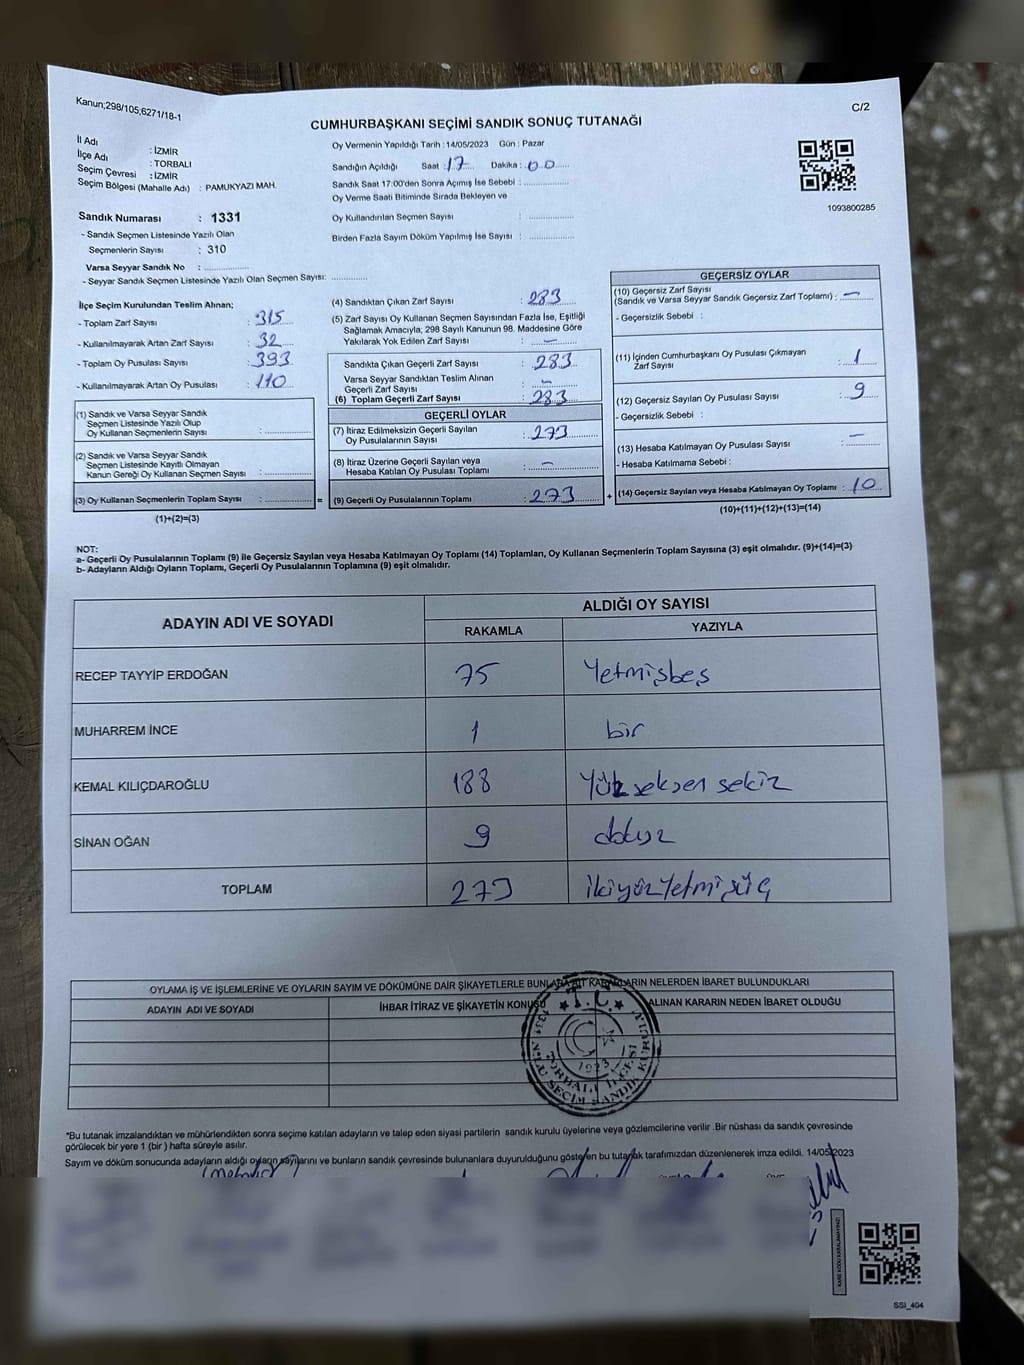 Kanun;298/105;6271/18-1
C/2
CUMHURBAŞKANI SEÇİMİ SANDIK SONUÇ TUTANAĞI
İl Adı : İZMİR
İlçe Adı : TORBALI
Seçim Çevresi : İZMİR
Seçim Bölgesi (Mahalle Adı) : PAMUKYAZI MAH.
Oy Vermenin Yapıldığı Tarih : 14/05/2023 Gün : Pazar
Sandığın Açıldığı Saat : 17 Dakika : 00
Sandık Saat 17:00'den Sonra Açımış İse Sebebi :
Oy Verme Saati Bitiminde Sırada Bekleyen ve
Oy Kullandırılan Seçmen Sayısı :
Birden Fazla Sayım Döküm Yapılmış İse Sayısı :
1093800285
Sandık Numarası : 1331
- Sandık Seçmen Listesinde Yazılı Olan
Seçmenlerin Sayısı : 310
Varsa Seyyar Sandık No :
- Seyyar Sandık Seçmen Listesinde Yazılı Olan Seçmen Sayısı:
İlçe Seçim Kurulundan Teslim Alınan;
- Toplam Zarf Sayısı : 315
- Kullanılmayarak Artan Zarf Sayısı : 32
- Toplam Oy Pusulası Sayısı : 393
- Kullanılmayarak Artan Oy Pusulası : 110
(1) Sandık ve Varsa Seyyar Sandık
Seçmen Listesinde Yazılı Olup
Oy Kullanan Seçmenlerin Sayısı :
(2) Sandık ve Varsa Seyyar Sandık
Seçmen Listesinde Kayıtlı Olmayan
Kanun Gereği Oy Kullanan Seçmen Sayısı :
(3) Oy Kullanan Seçmenlerin Toplam Sayısı : =
(1)+(2)=(3)
(4) Sandıktan Çıkan Zarf Sayısı : 283
(5) Zarf Sayısı Oy Kullanan Seçmen Sayısından Fazla İse, Eşitliği
Sağlamak Amacıyla; 298 Sayılı Kanunun 98. Maddesine Göre
Yakılarak Yok Edilen Zarf Sayısı : -
Sandıkta Çıkan Geçerli Zarf Sayısı : 283
Varsa Seyyar Sandıktan Teslim Alınan
Geçerli Zarf Sayısı : -
(6) Toplam Geçerli Zarf Sayısı : 283
GEÇERLİ OYLAR
(7) İtiraz Edilmeksizin Geçerli Sayılan
Oy Pusulalarının Sayısı : 273
(8) İtiraz Üzerine Geçerli Sayılan veya
Hesaba Katılan Oy Pusulası Toplamı : -
(9) Geçerli Oy Pusulalarının Toplamı : 273 +
GEÇERSİZ OYLAR
(10) Geçersiz Zarf Sayısı
(Sandık ve Varsa Seyyar Sandık Geçersiz Zarf Toplamı) : -
- Geçersizlik Sebebi :
(11) İçinden Cumhurbaşkanı Oy Pusulası Çıkmayan
Zarf Sayısı : 1
(12) Geçersiz Sayılan Oy Pusulası Sayısı : 9
- Geçersizlik Sebebi :
(13) Hesaba Katılmayan Oy Pusulası Sayısı : -
- Hesaba Katılmama Sebebi :
(14) Geçersiz Sayılan veya Hesaba Katılmayan Oy Toplamı : 10
(10)+(11)+(12)+(13)=(14)
NOT:
a- Geçerli Oy Pusulalarının Toplamı (9) ile Geçersiz Sayılan veya Hesaba Katılmayan Oy Toplamı (14) Toplamları, Oy Kullanan Seçmenlerin Toplam Sayısına (3) eşit olmalıdır. (9)+(14)=(3)
b- Adayların Aldığı Oyların Toplamı, Geçerli Oy Pusulalarının Toplamına (9) eşit olmalıdır.
ADAYIN ADI VE SOYADI
ALDIĞI OY SAYISI
RAKAMLA YAZIYLA
RECEP TAYYİP ERDOĞAN 75 Yetmişbeş
MUHARREM İNCE 1 bir
KEMAL KILIÇDAROĞLU 188 Yüz seksen sekiz
SİNAN OĞAN 9 dokuz
TOPLAM 273 ikiyüzYetmişüç
OYLAMA İŞ VE İŞLEMLERİNE VE OYLARIN SAYIM VE DÖKÜMÜNE DAİR ŞİKAYETLERLE BUNLARA AİT KARARLARIN NELERDEN İBARET BULUNDUKLARI
ADAYIN ADI VE SOYADI İHBAR İTİRAZ VE ŞİKAYETİN KONUSU ALINAN KARARIN NEDEN İBARET OLDUĞU
T.C.
1923
TORBALI İLÇESİ
SEÇİM SANDIK KURULU
*Bu tutanak imzalandıktan ve mühürlendikten sonra seçime katılan adayların ve talep eden siyasi partilerin sandık kurulu üyelerine veya gözlemcilerine verilir .Bir nüshası da sandık çevresinde
görülecek bir yere 1 (bir ) hafta süreyle asılır.
Sayım ve döküm sonucunda adayların aldığı oyların sayılarını ve bunların sandık çevresinde bulunanlara duyurulduğunu gösteren bu tutanak tarafımızdan düzenlenerek imza edildi. 14/05/2023
SSI_404